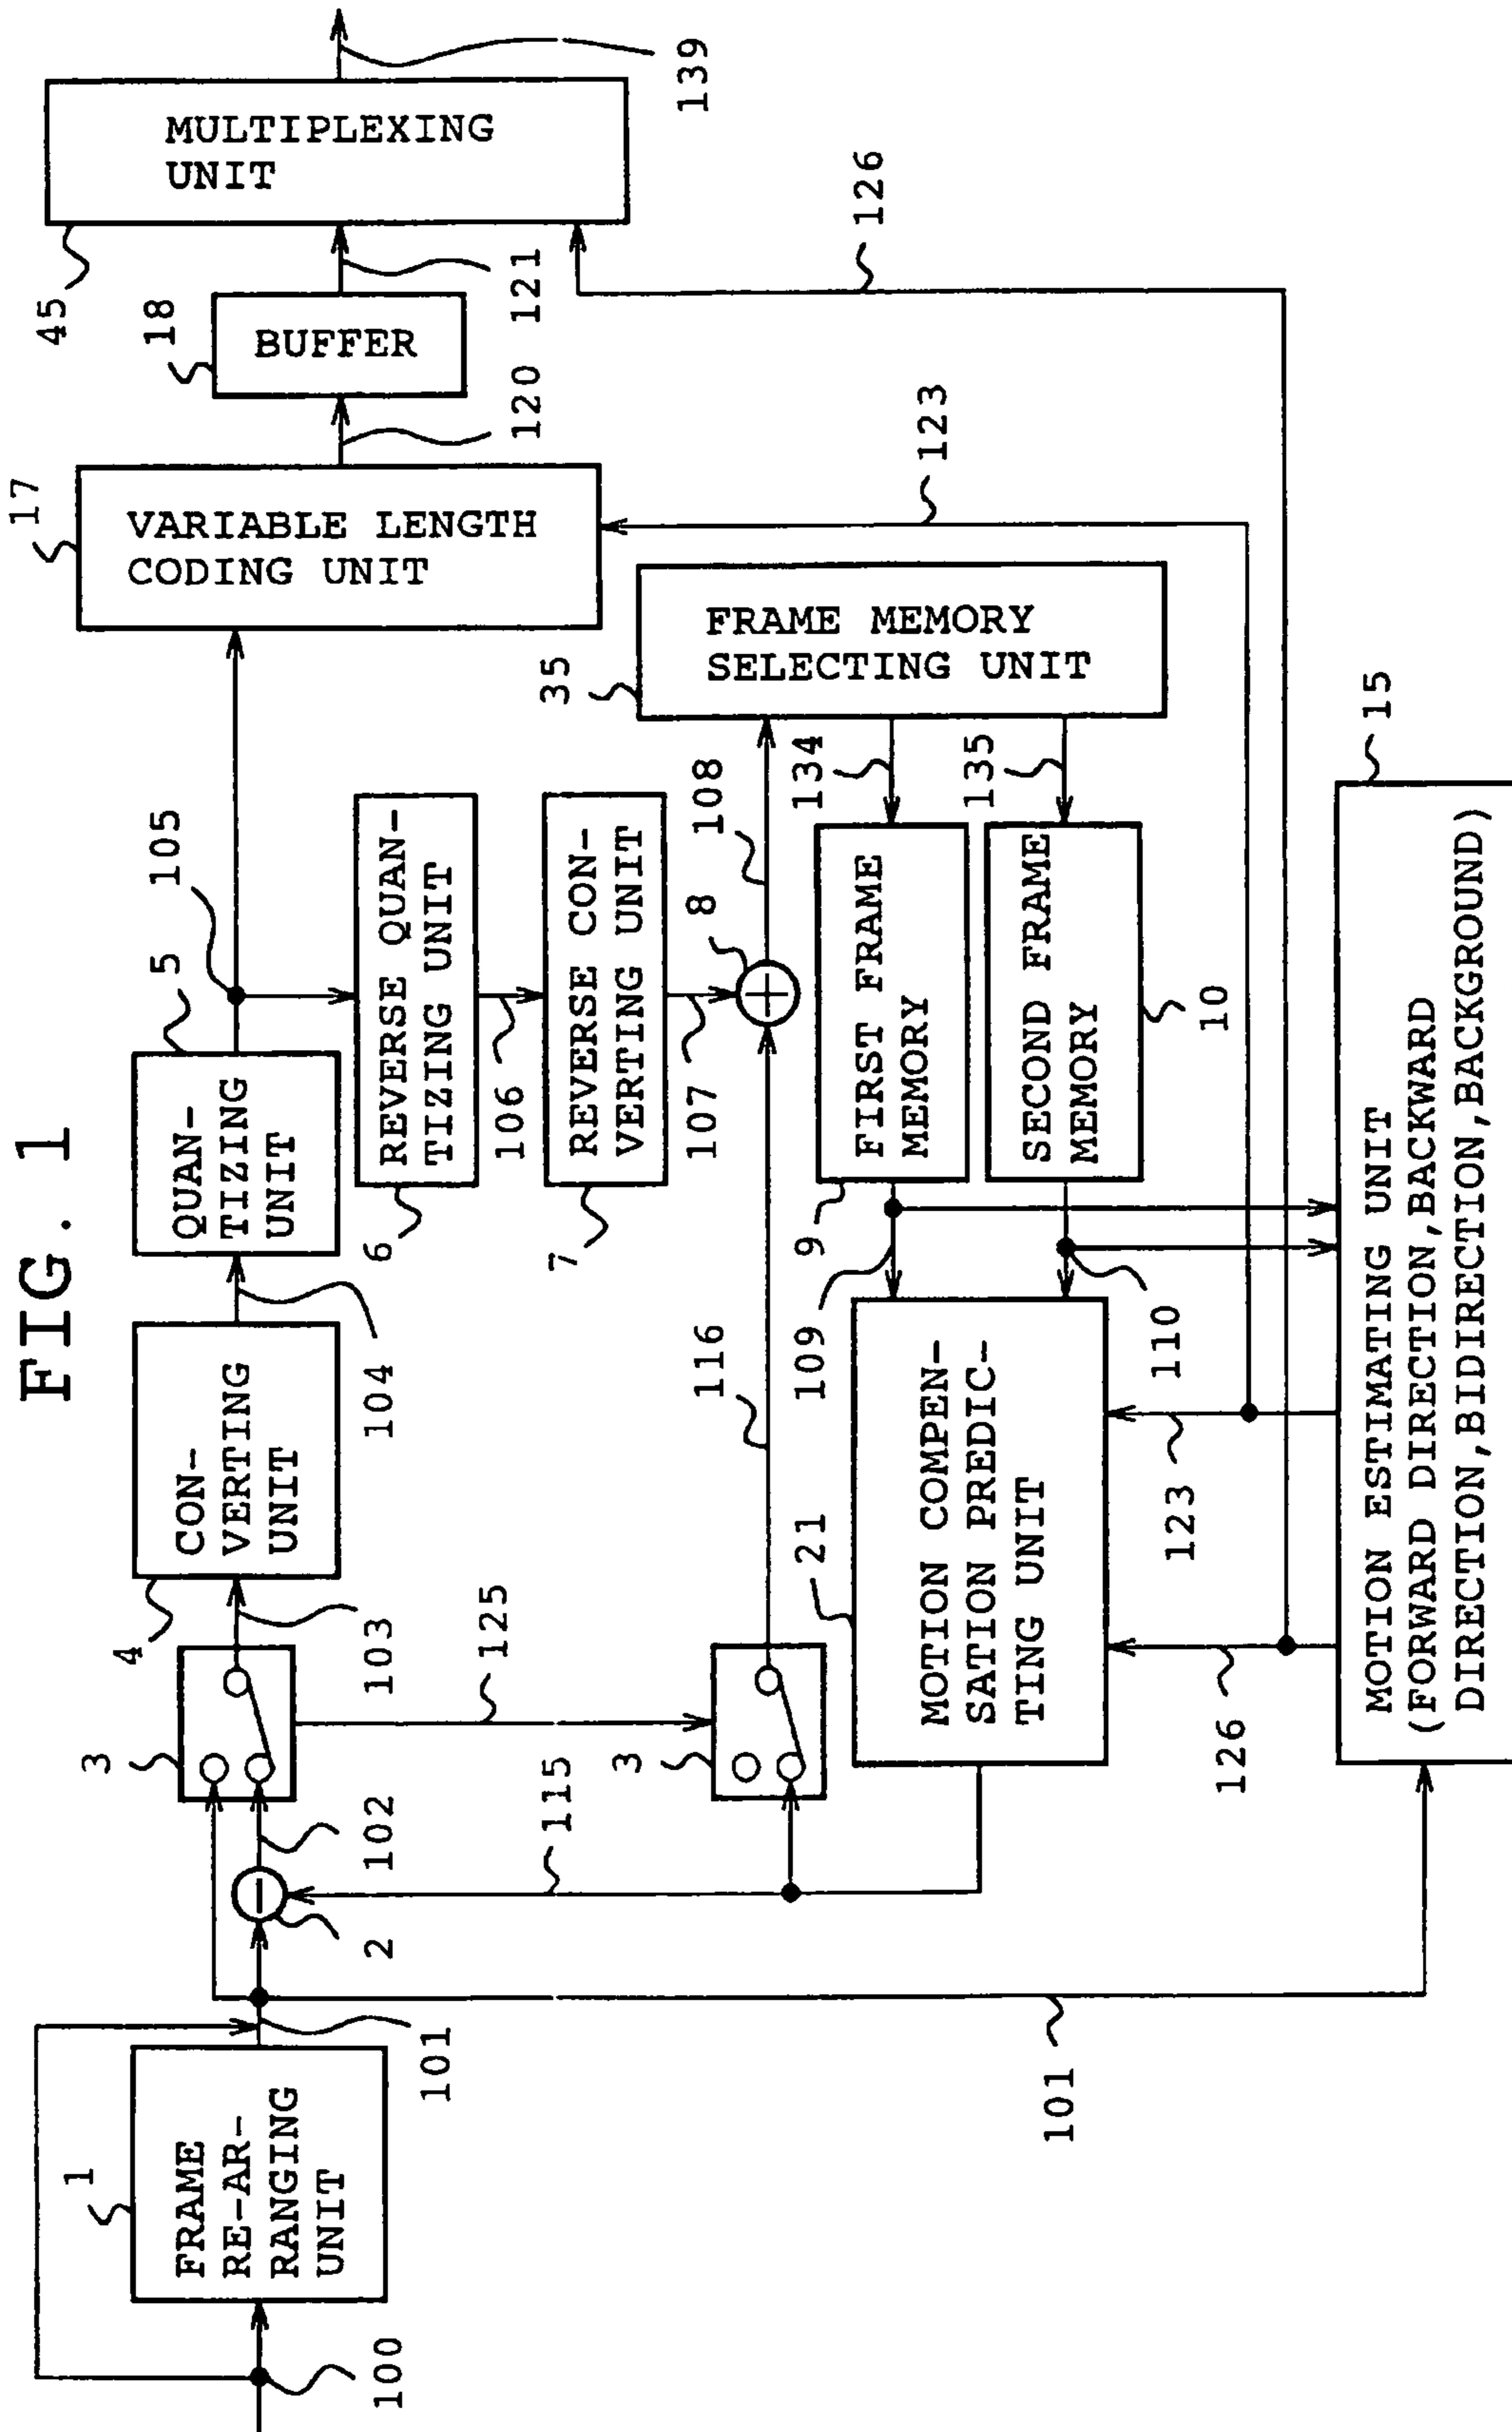 FIG. 1
1
FRAME
RE-AR-
RANGING
UNIT
100
101
2
102
3
103
4
CON-
VERTING
UNIT
104
5
QUAN-
TIZING
UNIT
105
17
VARIABLE LENGTH
CODING UNIT
120
18
BUFFER
121
45
MULTIPLEXING
UNIT
139
6
REVERSE QUAN-
TIZING UNIT
106
7
REVERSE CON-
VERTING UNIT
107
8
108
35
FRAME MEMORY
SELECTING UNIT
134
135
9
FIRST FRAME
MEMORY
10
SECOND FRAME
MEMORY
109
110
125
3
115
116
21
MOTION COMPEN-
SATION PREDIC-
TING UNIT
123
126
123
126
101
15
MOTION ESTIMATING UNIT
(FORWARD DIRECTION,BACKWARD
DIRECTION,BIDIRECTION,BACKGROUND)